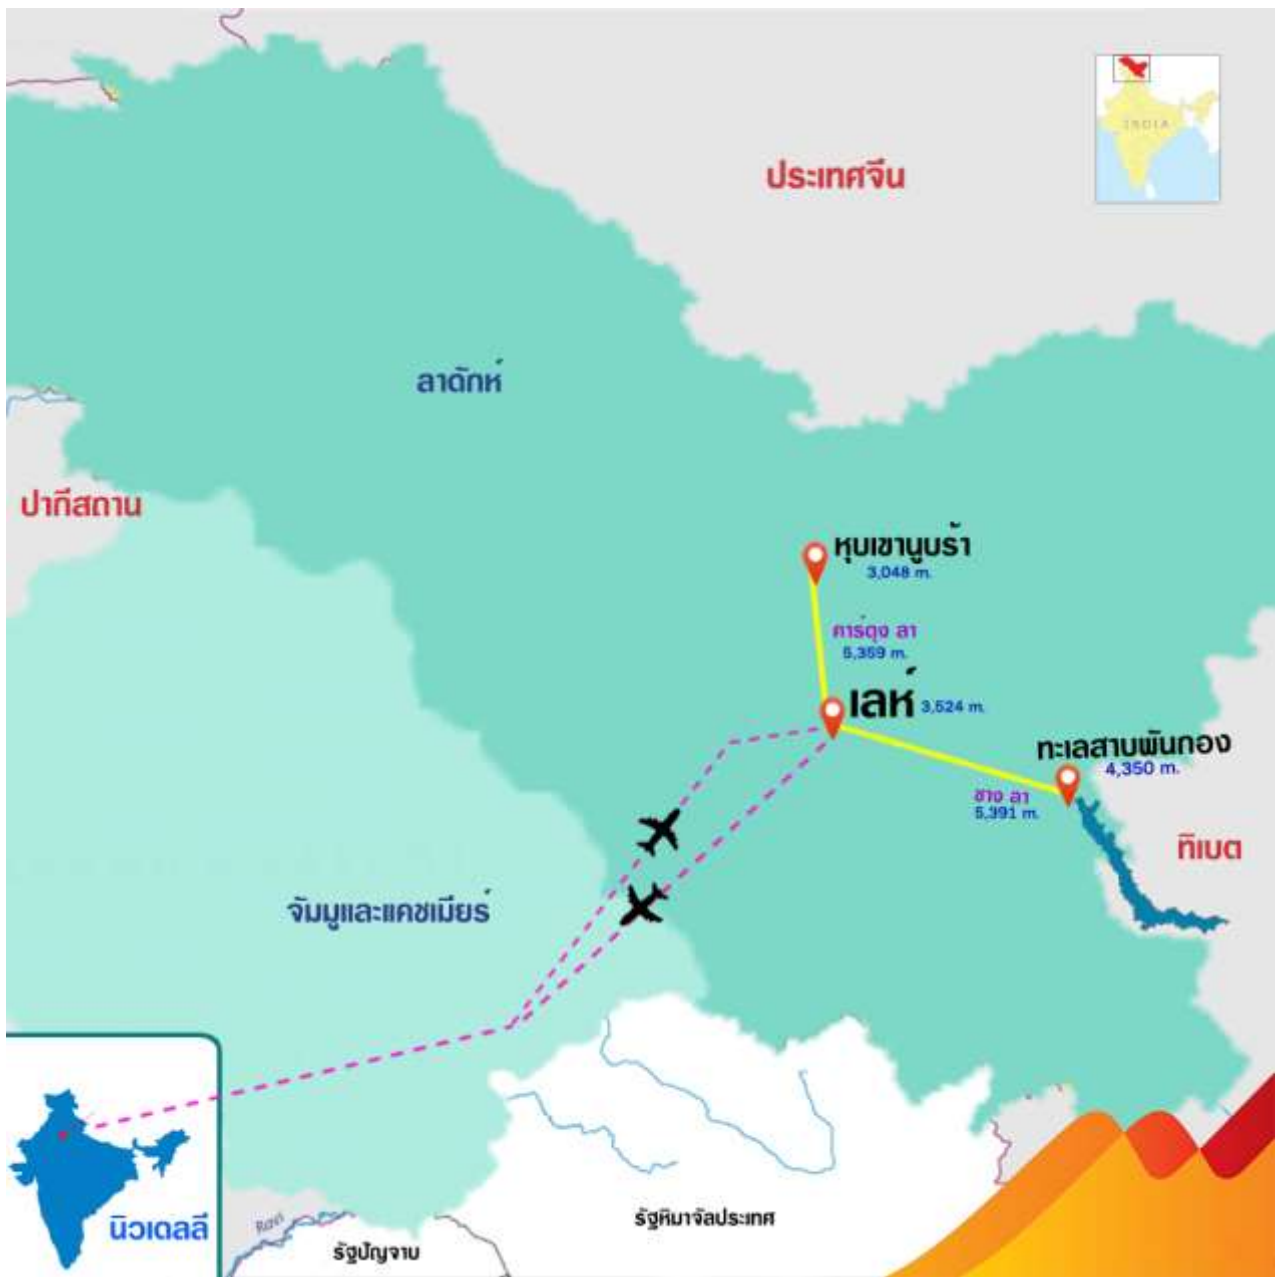 INDIA
ประเทศจีน
ลาดักห์
ปากีสถาน
หุบเขานูบร้า
3,048 m.
คาร์ดุง ลา
5,359 m.
เลห์ 3,524 m.
ทะเลสาบพันกอง
4,350 m.
ชาง ลา
5,391 m.
ทิเบต
จัมมูและแคชเมียร์
นิวเดลลี
Ravi
รัฐปัญจาบ
รัฐหิมาจัลประเทศ